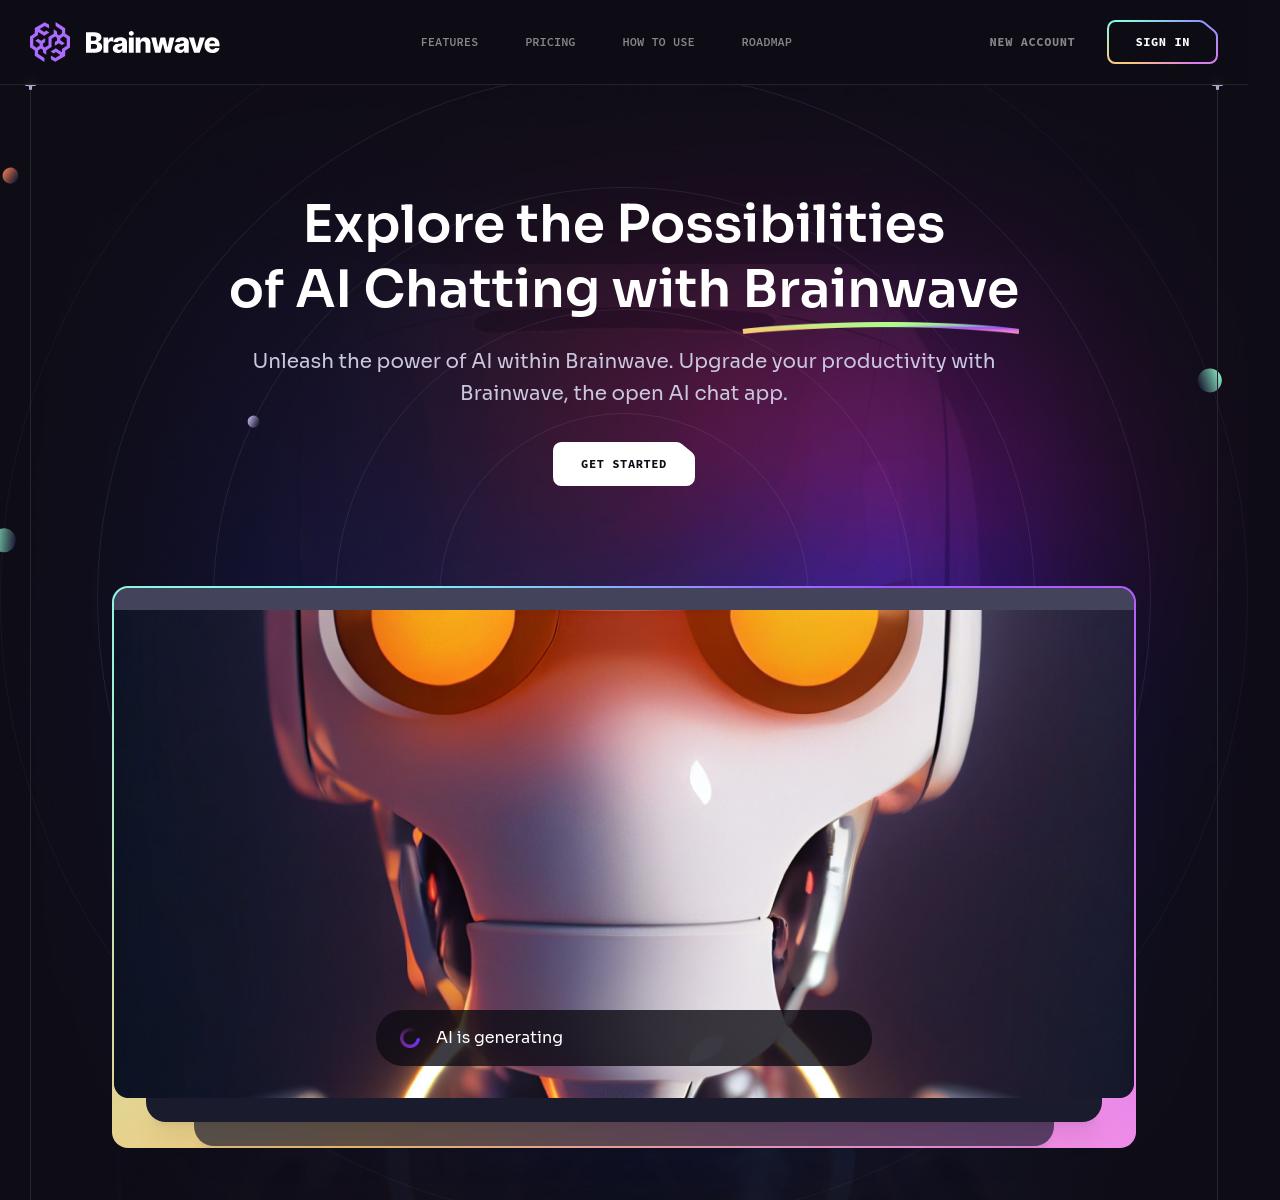 Brainwave
FEATURES
PRICING
HOW TO USE
ROADMAP
NEW ACCOUNT
SIGN IN
Explore the Possibilities
of AI Chatting with Brainwave
Unleash the power of AI within Brainwave. Upgrade your productivity with
Brainwave, the open AI chat app.
GET STARTED
AI is generating